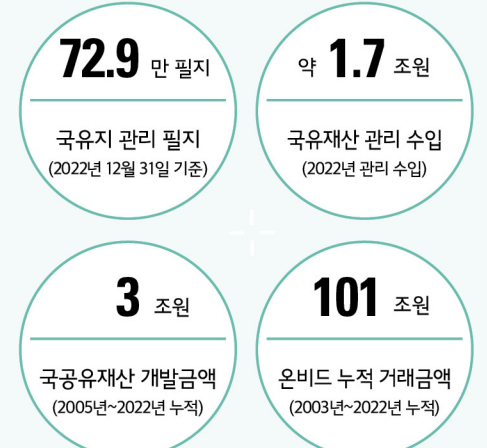 72.9 만 필지
국유지 관리 필지
(2022년 12월 31일 기준)
약 1.7 조원
국유재산 관리 수입
(2022년 관리 수입)
3 조원
국공유재산 개발금액
(2005년~2022년 누적)
101 조원
온비드 누적 거래금액
(2003년~2022년 누적)